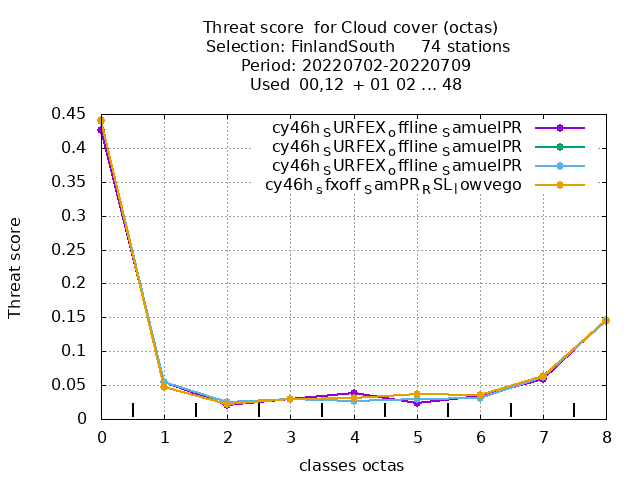 Threat score  for Cloud cover (octas)
Selection: FinlandSouth     74 stations
Period: 20220702-20220709
Used  00,12  + 01 02 ... 48
cy46h_SURFEX_offline_SamuelPR
cy46h_SURFEX_offline_SamuelPR
cy46h_SURFEX_offline_SamuelPR
cy46h_sfxoff_SamPR_RSL_lowvego
0.45
0.4
0.35
0.3
0.25
0.2
0.15
0.1
0.05
0
Threat score
0 1 2 3 4 5 6 7 8
classes octas